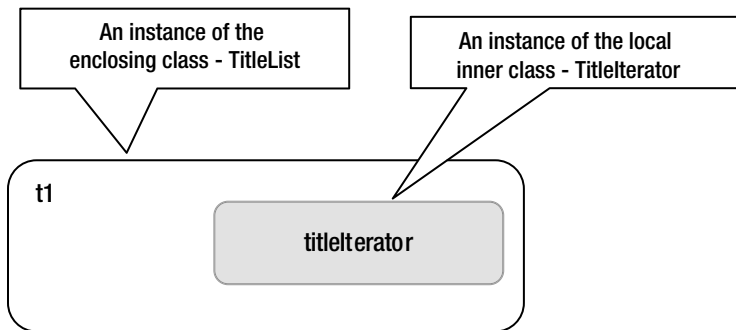 An instance of the
enclosing class - TitleList
An instance of the local
inner class - TitleIterator
t1
titleIterator